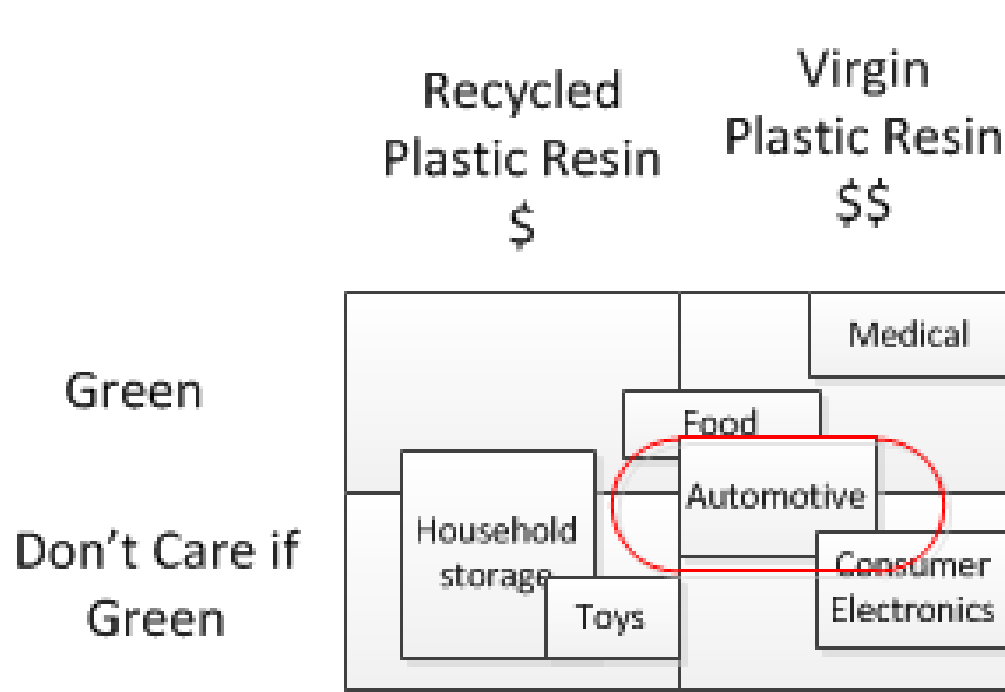 Recycled
Plastic Resin
$
Virgin
Plastic Resin
$$
Green
Medical
Food
Automotive
Household
storage
Don't Care if
Green
Consumer
Electronics
Toys